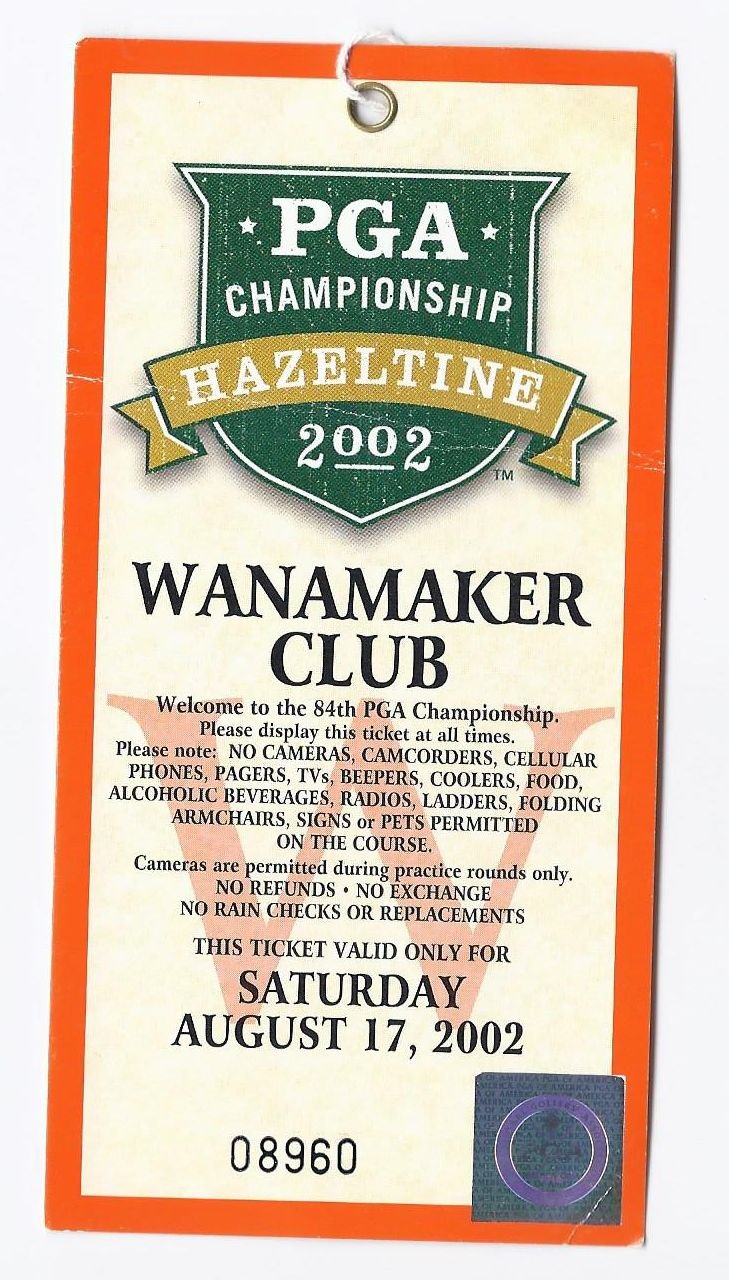 PGA
CHAMPIONSHIP
HAZELTINE
2002
TM
WANAMAKER
CLUB
Welcome to the 84th PGA Championship.
Please display this ticket at all times.
Please note: NO CAMERAS, CAMCORDERS, CELLULAR
PHONES, PAGERS, TVs, BEEPERS, COOLERS, FOOD,
ALCOHOLIC BEVERAGES, RADIOS, LADDERS, FOLDING
ARMCHAIRS, SIGNS or PETS PERMITTED
ON THE COURSE.
Cameras are permitted during practice rounds only.
NO REFUNDS • NO EXCHANGE
NO RAIN CHECKS OR REPLACEMENTS
THIS TICKET VALID ONLY FOR
SATURDAY
AUGUST 17, 2002
08960